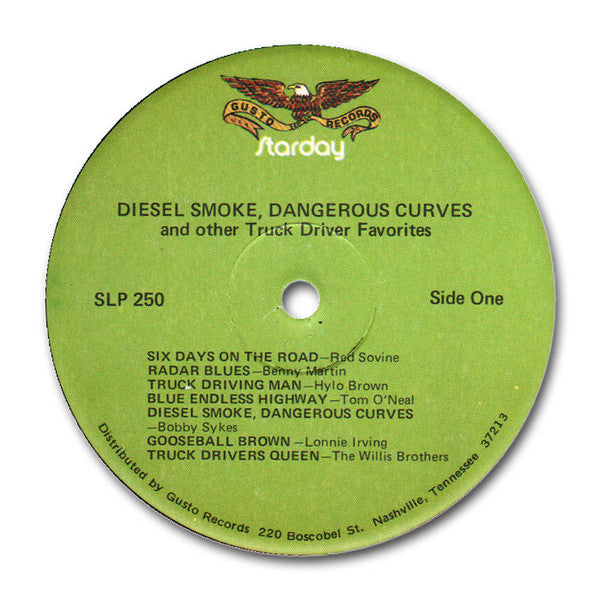 GUSTO RECORDS
U.S.A.
Starday
DIESEL SMOKE, DANGEROUS CURVES
and other Truck Driver Favorites
SLP 250 Side One
SIX DAYS ON THE ROAD—Red Sovine
RADAR BLUES—Benny Martin
TRUCK DRIVING MAN—Hylo Brown
BLUE ENDLESS HIGHWAY—Tom O'Neal
DIESEL SMOKE, DANGEROUS CURVES
—Bobby Sykes
GOOSEBALL BROWN—Lonnie Irving
TRUCK DRIVERS QUEEN—The Willis Brothers
Distributed by Gusto Records 220 Boscobel St. Nashville, Tennessee 37213